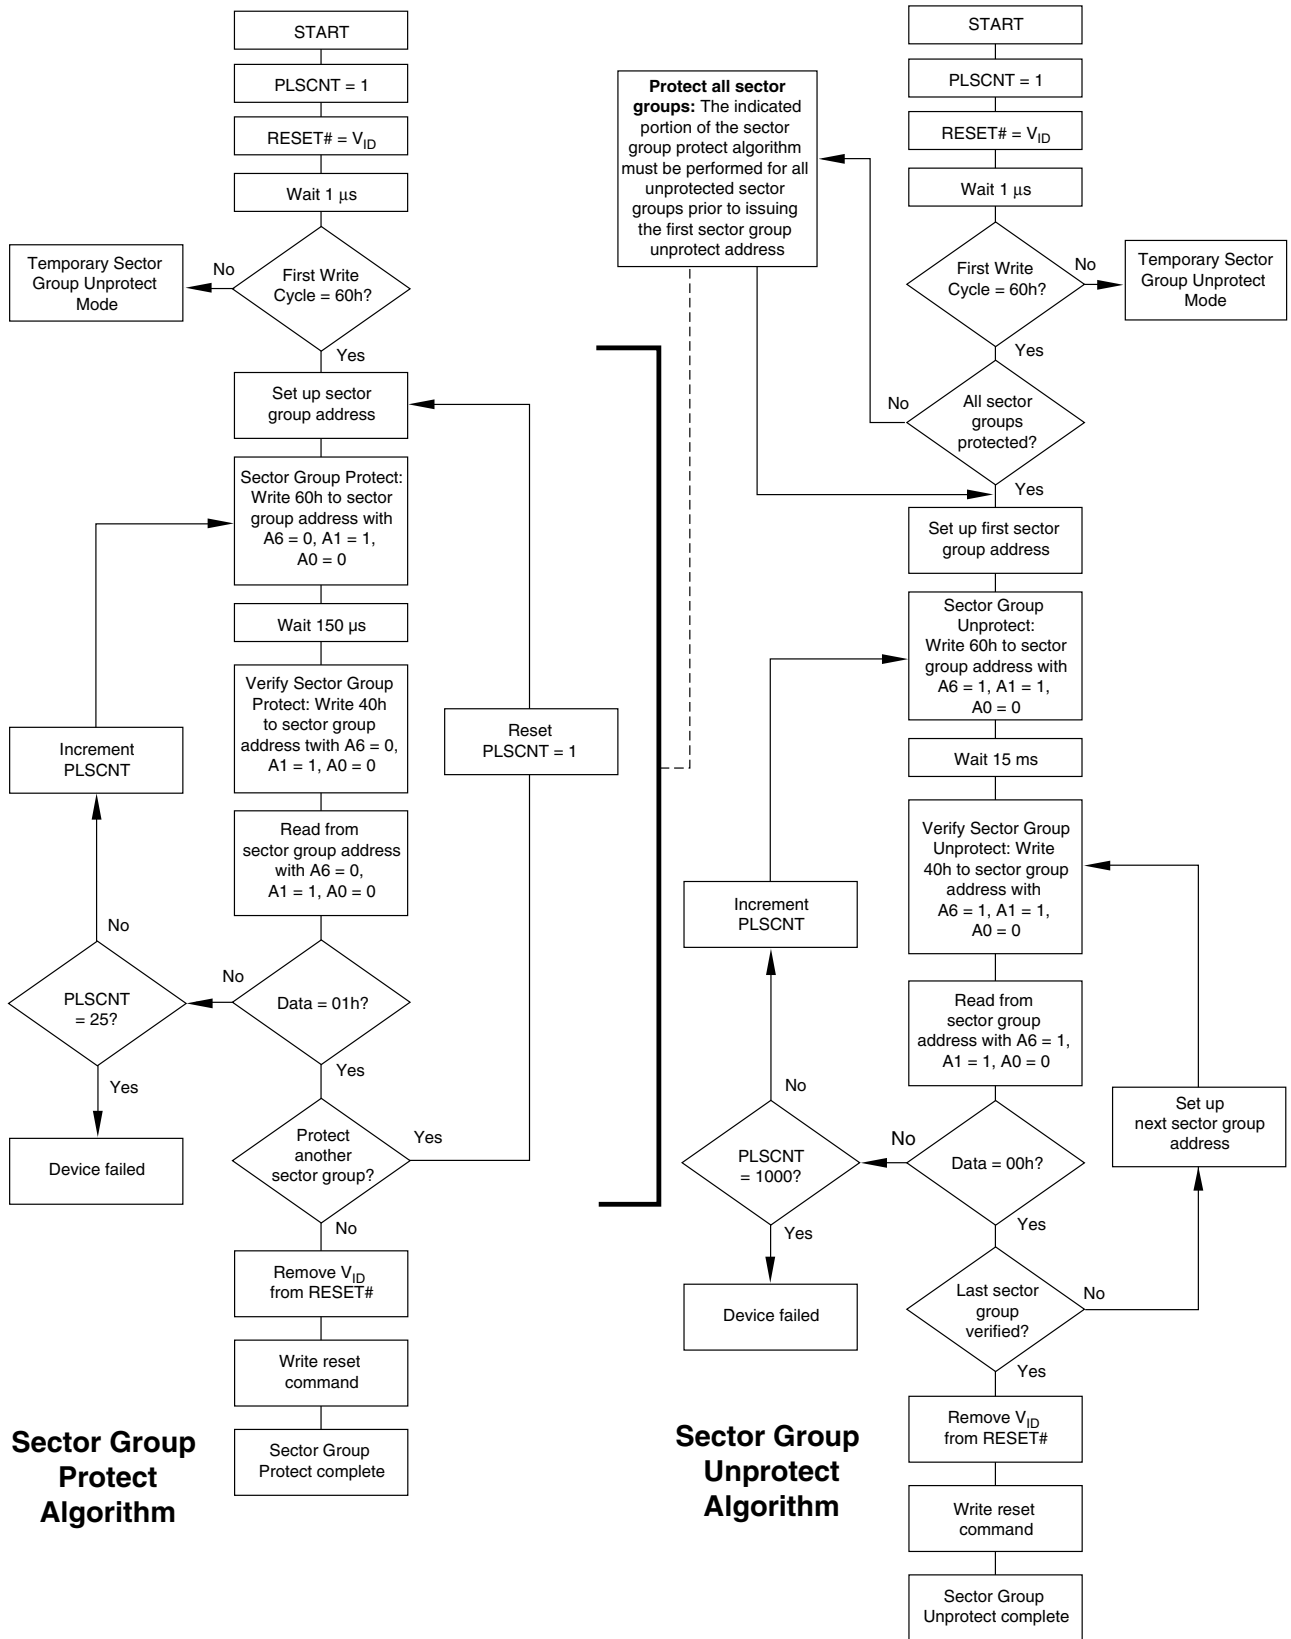 START
PLSCNT = 1
RESET# = VID
Wait 1 μs
First Write
Cycle = 60h?
No
Temporary Sector
Group Unprotect
Mode
Yes
Set up sector
group address
Sector Group Protect:
Write 60h to sector
group address with
A6 = 0, A1 = 1,
A0 = 0
Wait 150 µs
Verify Sector Group
Protect: Write 40h
to sector group
address twith A6 = 0,
A1 = 1, A0 = 0
Reset
PLSCNT = 1
Increment
PLSCNT
Read from
sector group address
with A6 = 0,
A1 = 1, A0 = 0
No
No
PLSCNT
= 25?
Data = 01h?
Yes
Yes
Device failed
Protect
another
sector group?
Yes
No
Remove VID
from RESET#
Write reset
command
Sector Group
Protect complete
Sector Group
Protect
Algorithm
Protect all sector
groups: The indicated
portion of the sector
group protect algorithm
must be performed for all
unprotected sector
groups prior to issuing
the first sector group
unprotect address
START
PLSCNT = 1
RESET# = VID
Wait 1 μs
First Write
Cycle = 60h?
No
Temporary Sector
Group Unprotect
Mode
Yes
No
All sector
groups
protected?
Yes
Set up first sector
group address
Sector Group
Unprotect:
Write 60h to sector
group address with
A6 = 1, A1 = 1,
A0 = 0
Wait 15 ms
Verify Sector Group
Unprotect: Write
40h to sector group
address with
A6 = 1, A1 = 1,
A0 = 0
Increment
PLSCNT
Read from
sector group
address with A6 = 1,
A1 = 1, A0 = 0
No
Set up
next sector group
address
No
PLSCNT
= 1000?
Data = 00h?
Yes
Yes
Device failed
Last sector
group
verified?
No
Yes
Remove VID
from RESET#
Write reset
command
Sector Group
Unprotect complete
Sector Group
Unprotect
Algorithm